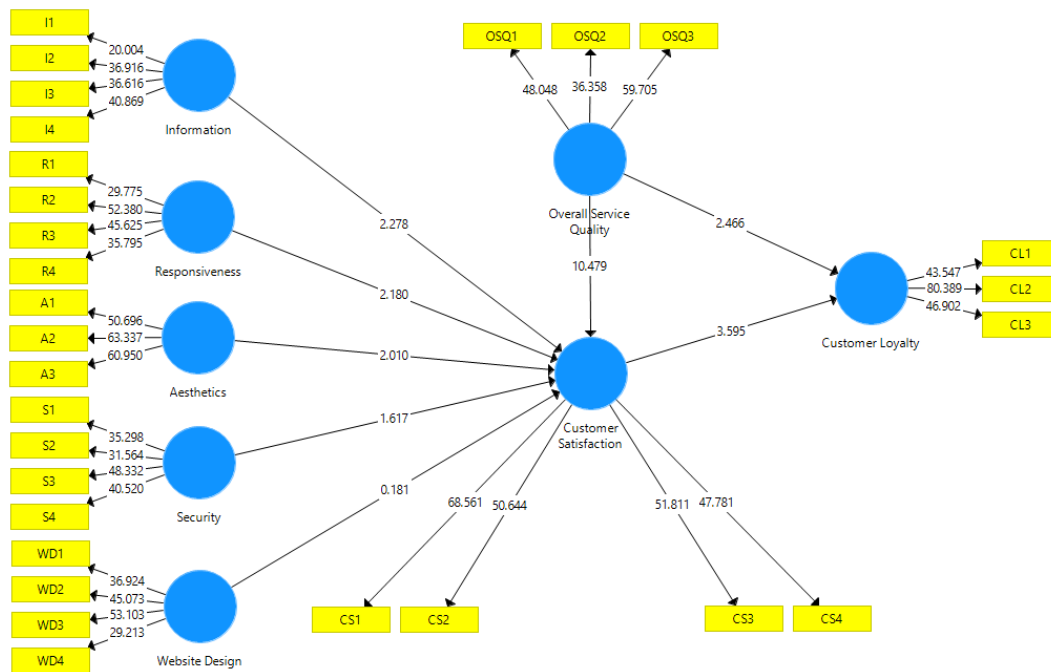 I1
I2
I3
I4
20.004
36.916
36.616
40.869
Information
R1
R2
R3
R4
29.775
52.380
45.625
35.795
Responsiveness
A1
A2
A3
50.696
63.337
60.950
Aesthetics
S1
S2
S3
S4
35.298
31.564
48.332
40.520
Security
WD1
WD2
WD3
WD4
36.924
45.073
53.103
29.213
Website Design
2.278
2.180
2.010
1.617
0.181
OSQ1
OSQ2
OSQ3
48.048
36.358
59.705
Overall Service
Quality
10.479
2.466
3.595
Customer
Satisfaction
68.561
50.644
51.811
47.781
CS1
CS2
CS3
CS4
Customer Loyalty
43.547
80.389
46.902
CL1
CL2
CL3